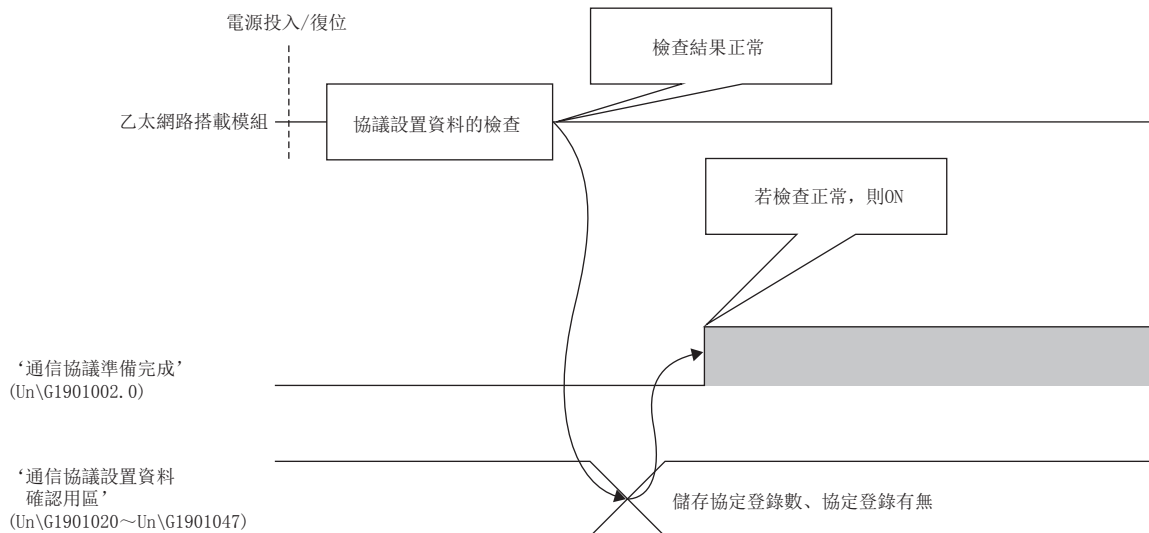 電源投入/復位
檢查結果正常
乙太網路搭載模組
協議設置資料的檢查
若檢查正常，則ON
‘通信協議準備完成’
(Un\G1901002.0)
‘通信協議設置資料
確認用區’
(Un\G1901020～Un\G1901047)
儲存協定登錄數、協定登錄有無